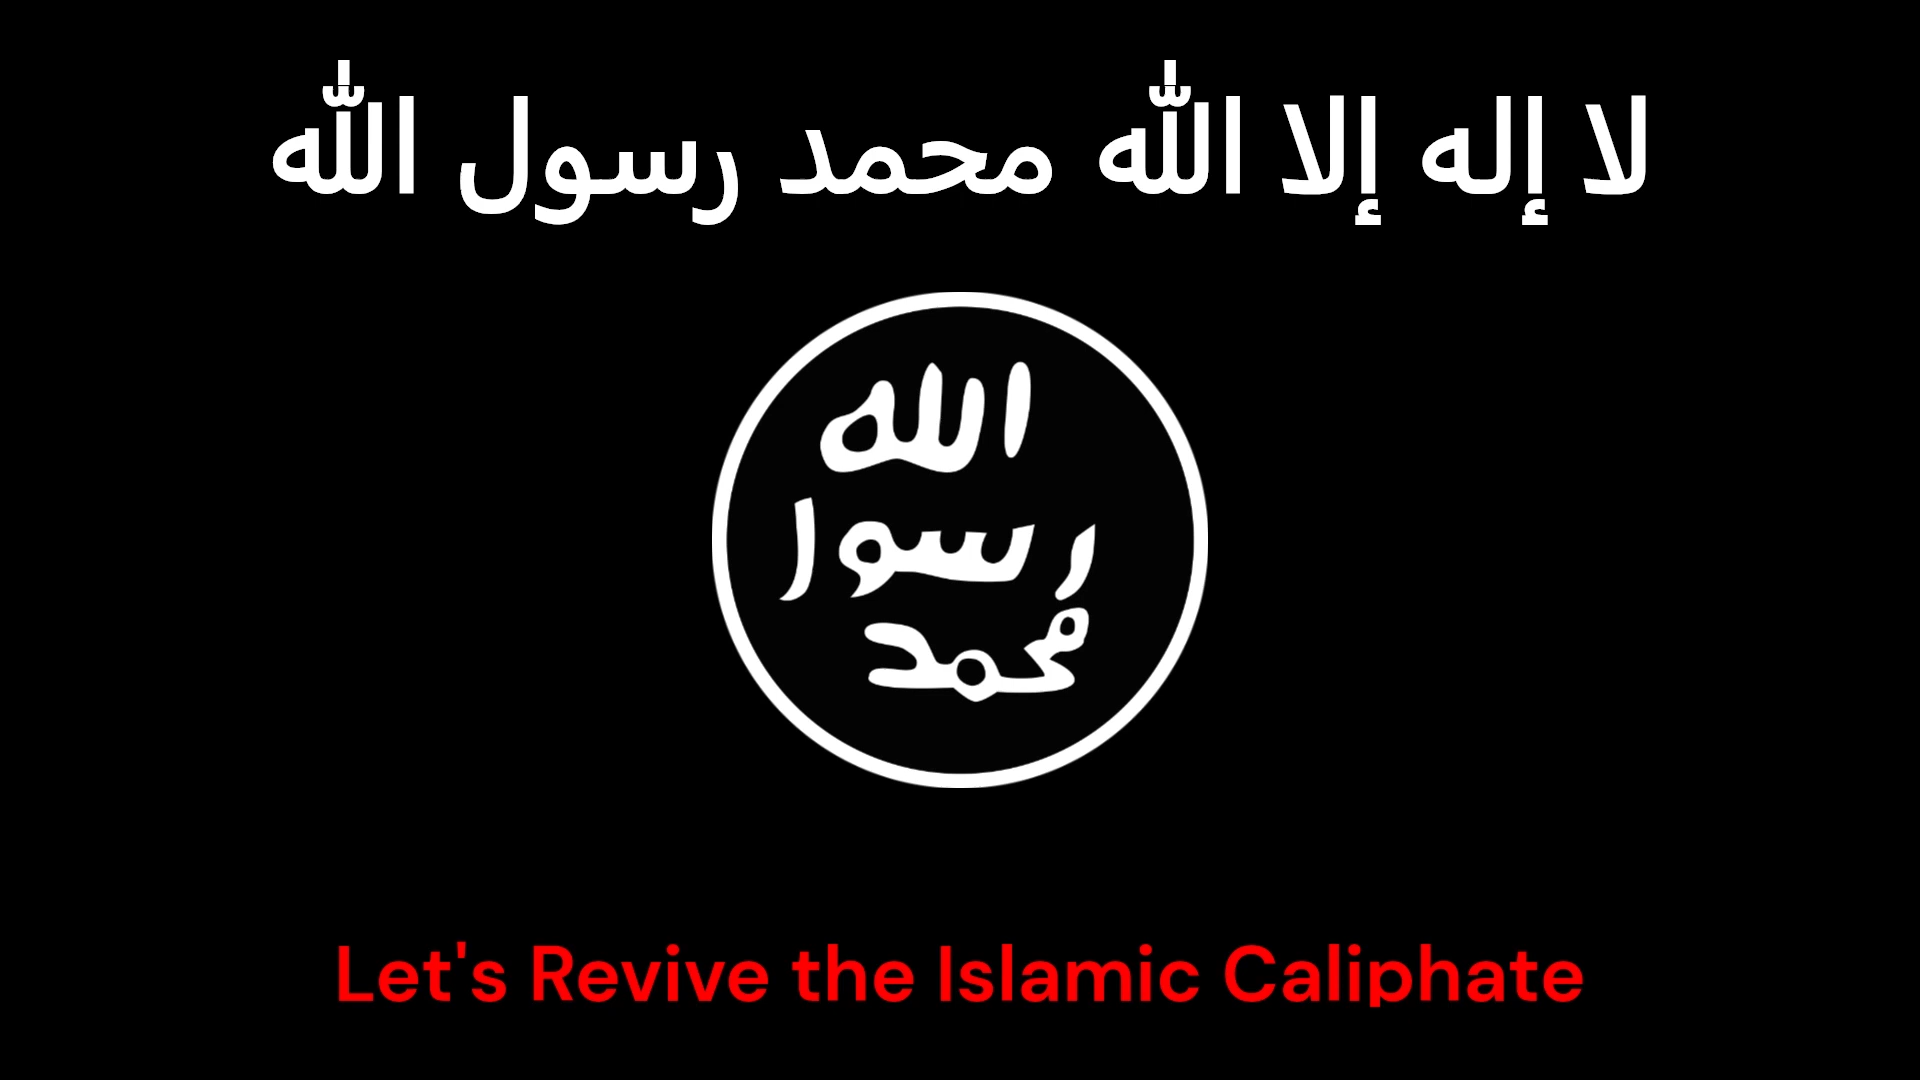 لا إله إلا الله محمد رسول الله
الله
رسول
محمد
Let's Revive the Islamic Caliphate